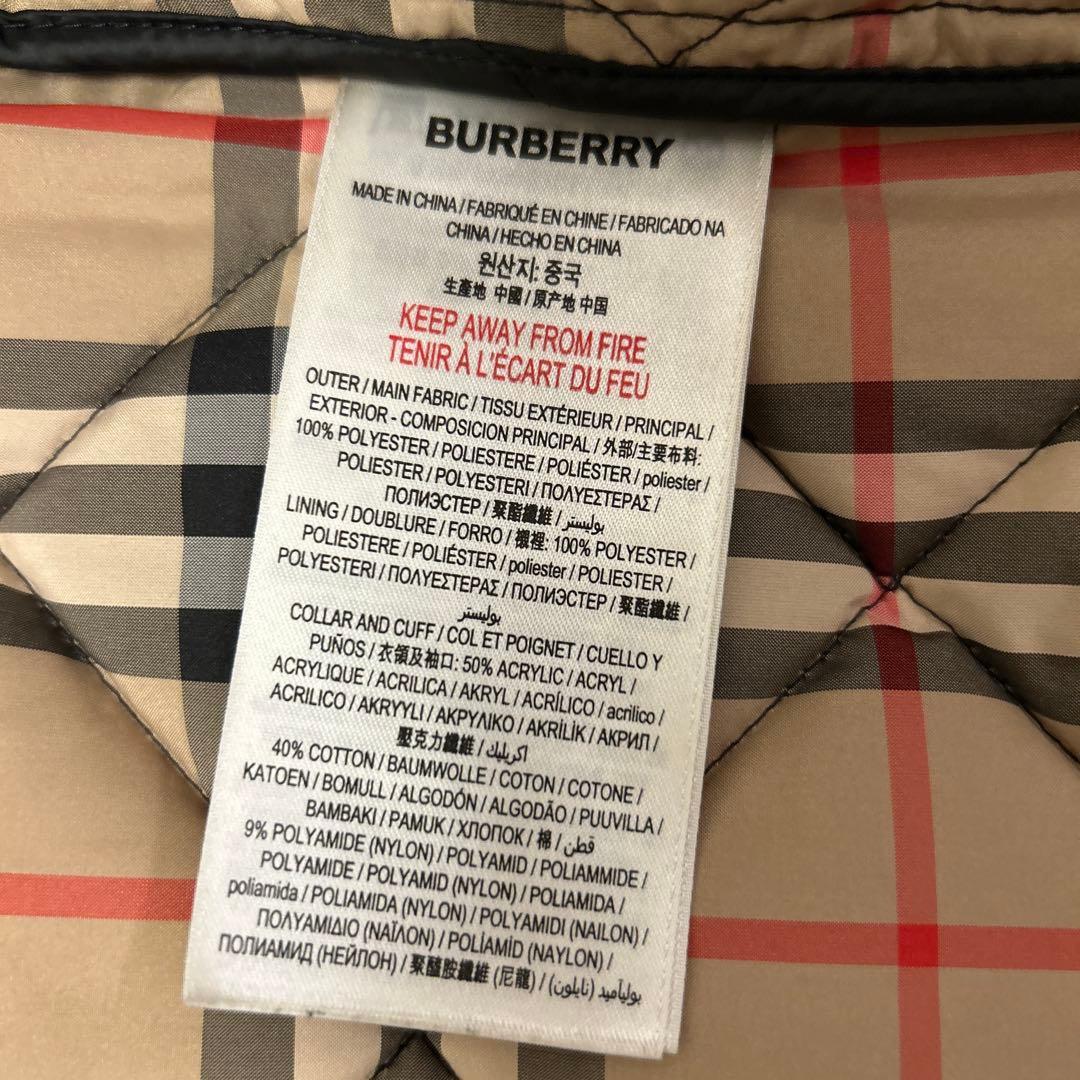 BURBERRY
MADE IN CHINA / FABRIQUÉ EN CHINE / FABRICADO NA
CHINA / HECHO EN CHINA
원산지: 중국
生產地 中國 / 原产地 中国
KEEP AWAY FROM FIRE
TENIR À L'ÉCART DU FEU
OUTER / MAIN FABRIC / TISSU EXTÉRIEUR / PRINCIPAL /
EXTERIOR - COMPOSICION PRINCIPAL / 外部/主要布料:
100% POLYESTER / POLIESTERE / POLIÉSTER / poliester /
POLIESTER / POLYESTERI / ΠΟΛΥΕΣΤΕΡΑΣ /
ПОЛИЭСТЕР / 聚酯纖維 / بوليستر
LINING / DOUBLURE / FORRO / 襯裡: 100% POLYESTER /
POLIESTERE / POLIÉSTER / poliester / POLIESTER /
POLYESTERI / ΠΟΛΥΕΣΤΕΡΑΣ / ПОЛИЭСТЕР / 聚酯纖維 /
بوليستر
COLLAR AND CUFF / COL ET POIGNET / CUELLO Y
PUÑOS / 衣領及袖口: 50% ACRYLIC / ACRYL /
ACRYLIQUE / ACRILICA / AKRYL / ACRÍLICO / acrilico /
ACRILICO / AKRYYLI / ΑΚΡΥΛΙΚΟ / AKRİLİK / АКРИЛ /
壓克力纖維 / اكريليك
40% COTTON / BAUMWOLLE / COTON / COTONE /
KATOEN / BOMULL / ALGODÓN / ALGODÃO / PUUVILLA /
BAMBAKI / PAMUK / ХЛОПОК / 棉 / قطن
9% POLYAMIDE (NYLON) / POLYAMID / POLIAMMIDE /
POLYAMIDE / POLYAMID (NYLON) / POLIAMIDA /
poliamida / POLIAMIDA (NYLON) / POLYAMIDI (NAILON) /
ΠΟΛΥΑΜΙΔΙΟ (ΝΑΪΛΟΝ) / POLİAMİD (NAYLON) /
ПОЛИАМИД (НЕЙЛОН) / 聚醯胺纖維 (尼龍) / بولياميد (نايلون)